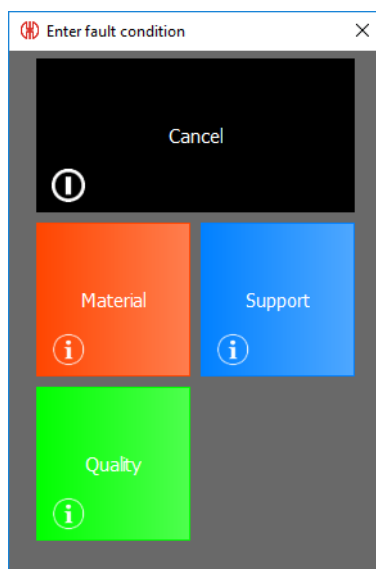 Enter fault condition
Cancel
Material
Support
Quality